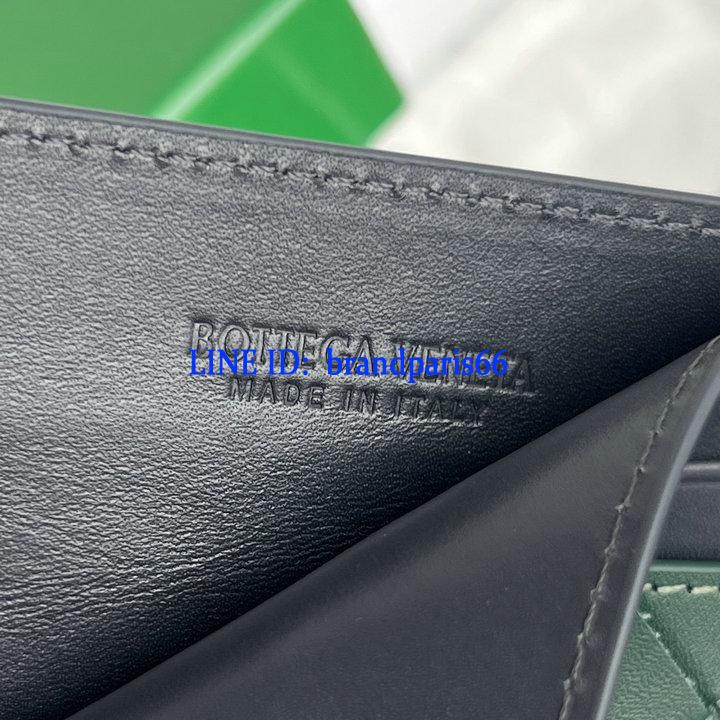 BOTTEGA VENETA
LINE ID: brandparis66
MADE IN ITALY